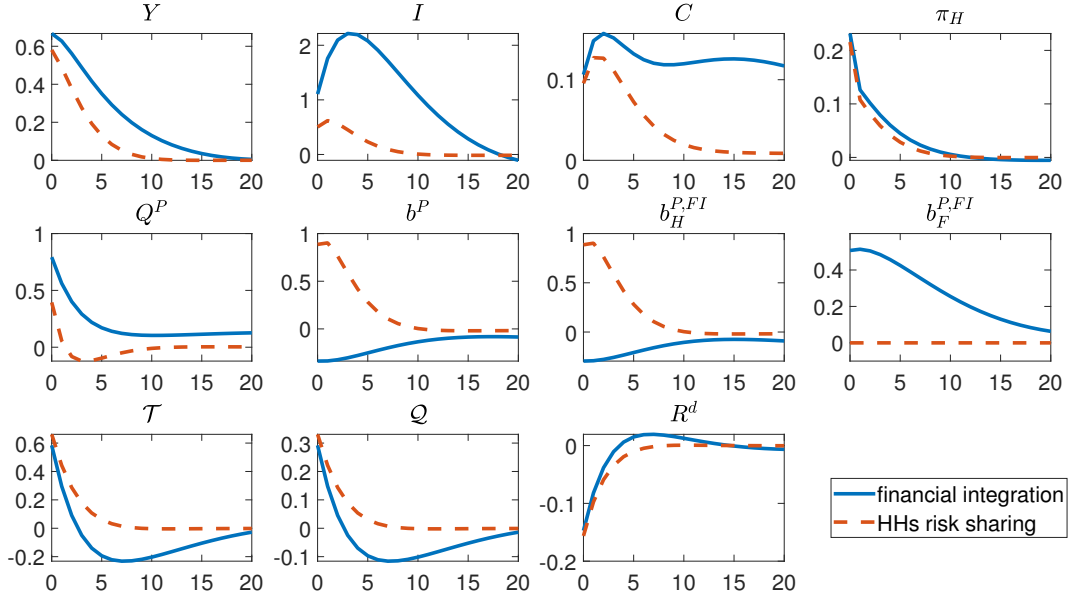 Y I C π_H
0.6 0.4 0.2 0
2 1 0
0.1 0
0.2 0.1 0
0 5 10 15 20 0 5 10 15 20 0 5 10 15 20 0 5 10 15 20
Q^P b^P b_H^{P,FI} b_F^{P,FI}
1 0.5 0
1 0.5 0
1 0.5 0
0.4 0.2 0
0 5 10 15 20 0 5 10 15 20 0 5 10 15 20 0 5 10 15 20
𝒯 𝒬 R^d
0.6 0.4 0.2 0 -0.2
0.3 0.2 0.1 0 -0.1
0 -0.1 -0.2
financial integration
HHs risk sharing
0 5 10 15 20 0 5 10 15 20 0 5 10 15 20